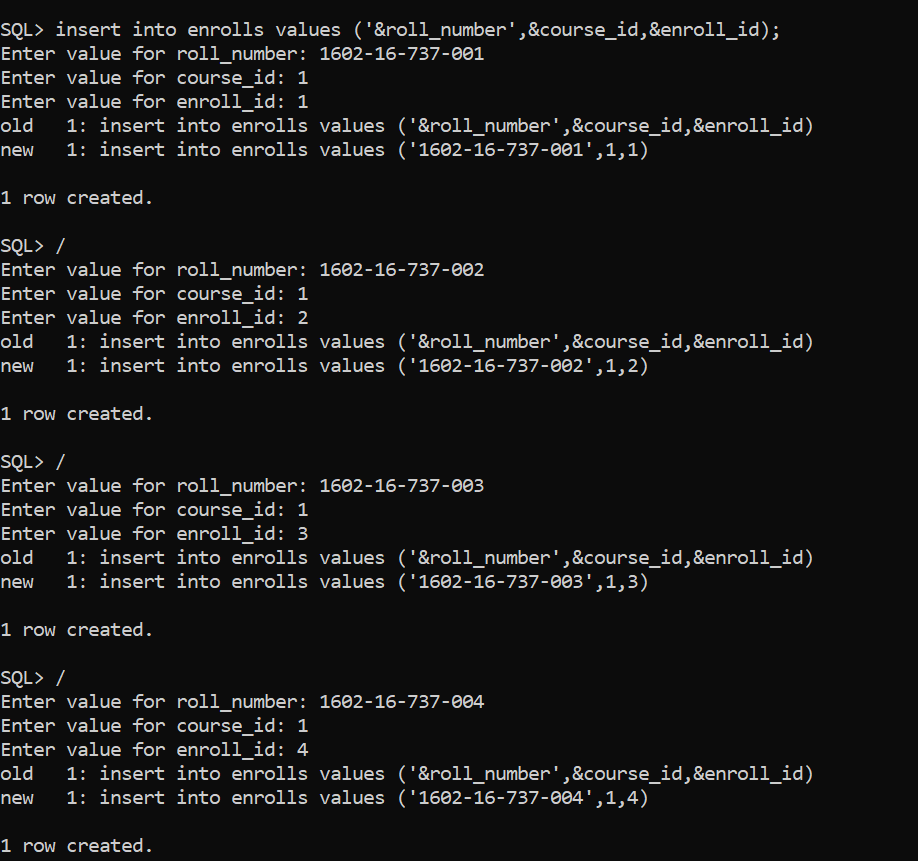 SQL> insert into enrolls values ('&roll_number',&course_id,&enroll_id);
Enter value for roll_number: 1602-16-737-001
Enter value for course_id: 1
Enter value for enroll_id: 1
old   1: insert into enrolls values ('&roll_number',&course_id,&enroll_id)
new   1: insert into enrolls values ('1602-16-737-001',1,1)
1 row created.
SQL> /
Enter value for roll_number: 1602-16-737-002
Enter value for course_id: 1
Enter value for enroll_id: 2
old   1: insert into enrolls values ('&roll_number',&course_id,&enroll_id)
new   1: insert into enrolls values ('1602-16-737-002',1,2)
1 row created.
SQL> /
Enter value for roll_number: 1602-16-737-003
Enter value for course_id: 1
Enter value for enroll_id: 3
old   1: insert into enrolls values ('&roll_number',&course_id,&enroll_id)
new   1: insert into enrolls values ('1602-16-737-003',1,3)
1 row created.
SQL> /
Enter value for roll_number: 1602-16-737-004
Enter value for course_id: 1
Enter value for enroll_id: 4
old   1: insert into enrolls values ('&roll_number',&course_id,&enroll_id)
new   1: insert into enrolls values ('1602-16-737-004',1,4)
1 row created.